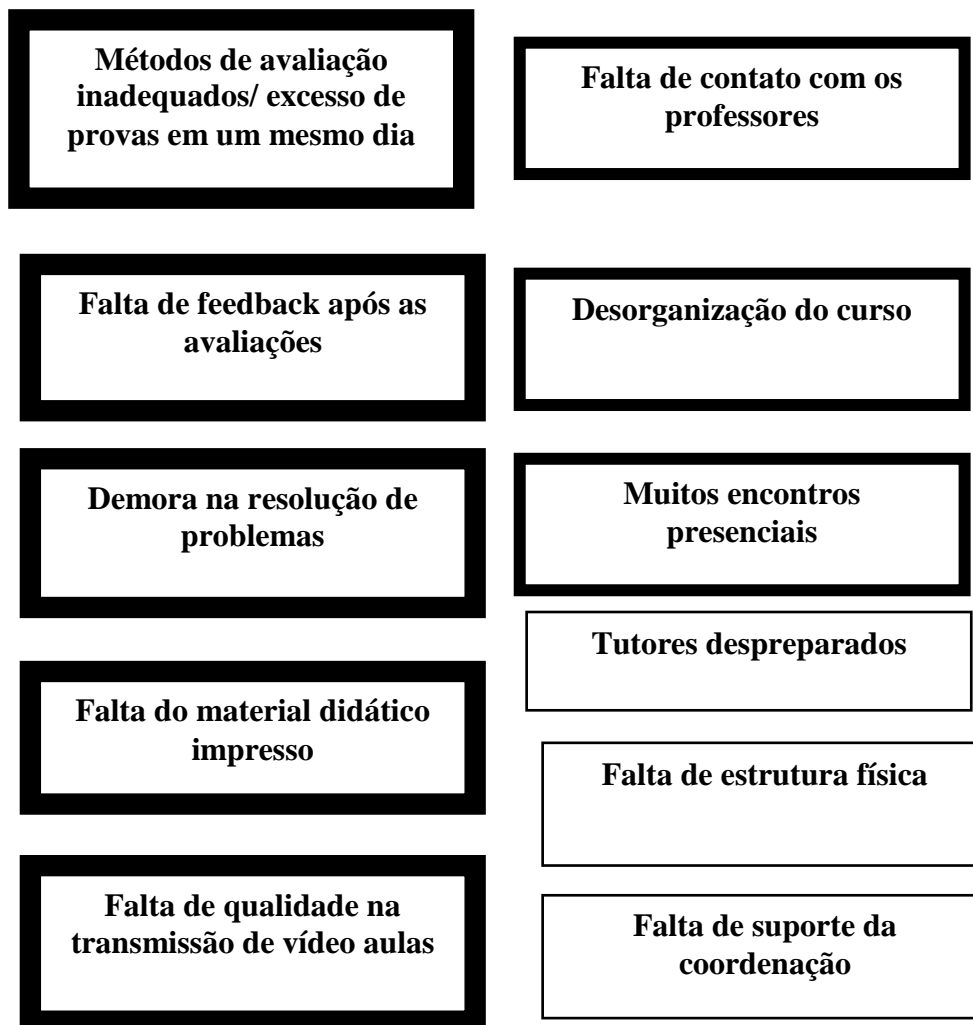 Métodos de avaliação
inadequados/ excesso de
provas em um mesmo dia
Falta de contato com os
professores
Falta de feedback após as
avaliações
Desorganização do curso
Demora na resolução de
problemas
Muitos encontros
presenciais
Tutores despreparados
Falta do material didático
impresso
Falta de estrutura física
Falta de qualidade na
transmissão de vídeo aulas
Falta de suporte da
coordenação